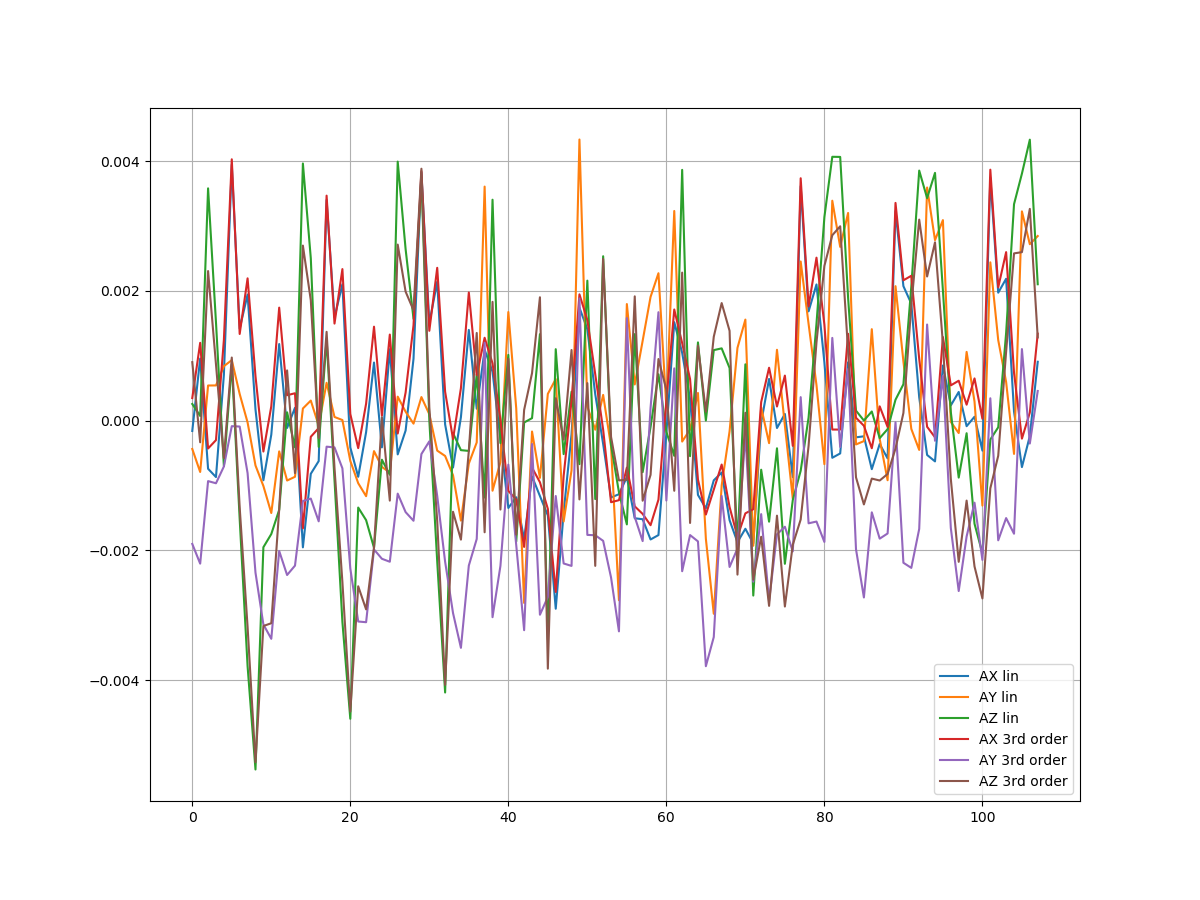 0.004
0.002
0.000
−0.002
−0.004
0 20 40 60 80 100
AX lin
AY lin
AZ lin
AX 3rd order
AY 3rd order
AZ 3rd order